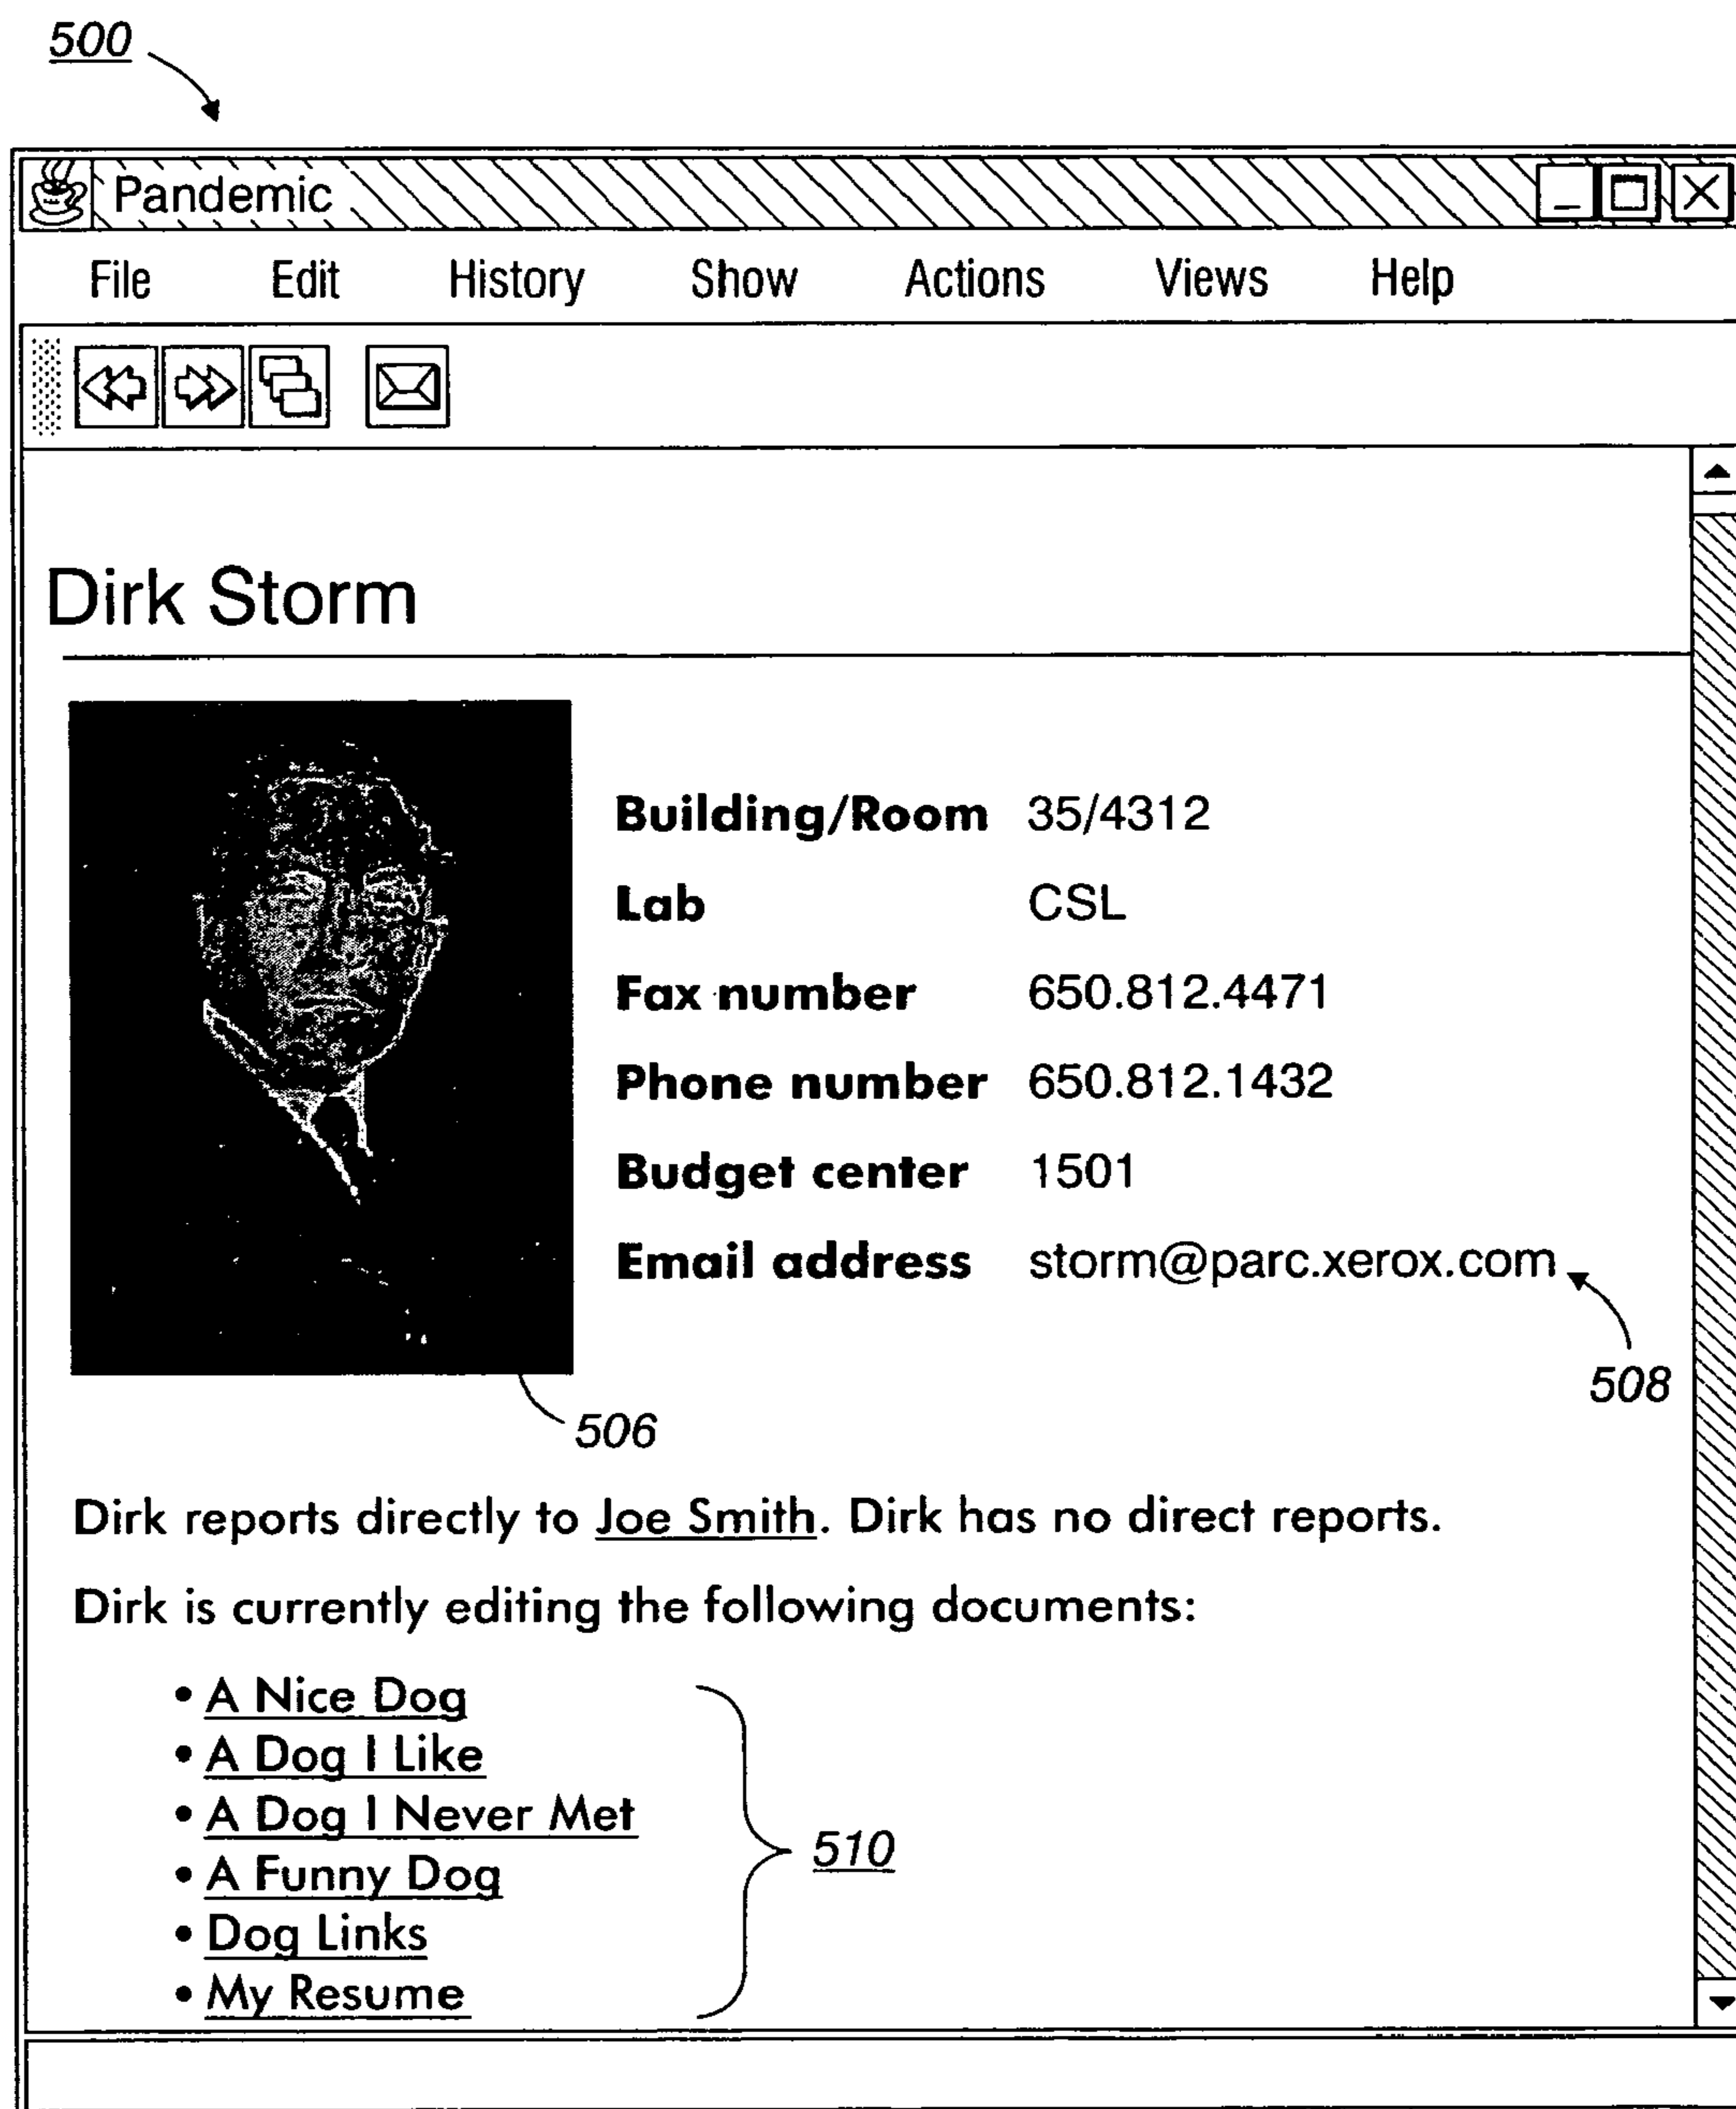 500
Pandemic
File Edit History Show Actions Views Help
Dirk Storm
Building/Room 35/4312
Lab CSL
Fax number 650.812.4471
Phone number 650.812.1432
Budget center 1501
Email address storm@parc.xerox.com
508
506
Dirk reports directly to Joe Smith. Dirk has no direct reports.
Dirk is currently editing the following documents:
• A Nice Dog
• A Dog I Like
• A Dog I Never Met
• A Funny Dog
• Dog Links
• My Resume
510